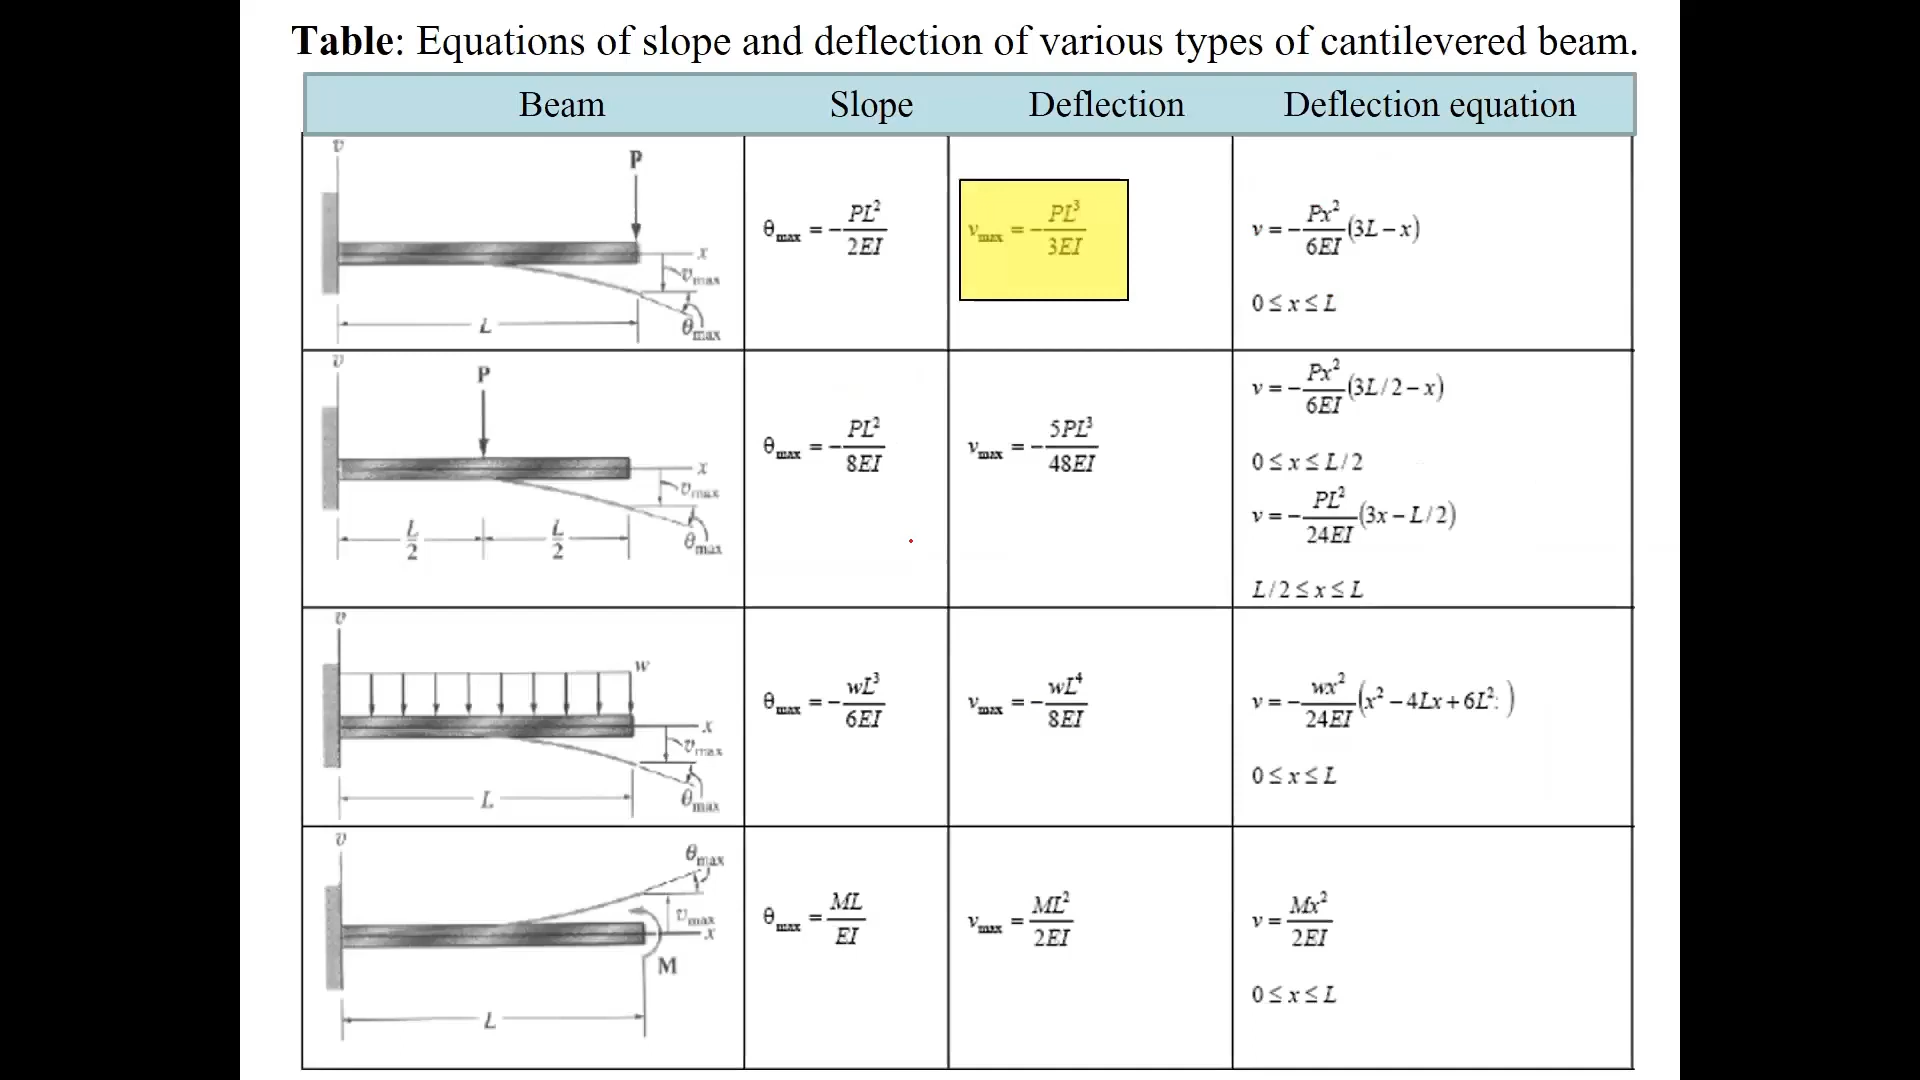 Table: Equations of slope and deflection of various types of cantilevered beam.
Beam Slope Deflection Deflection equation
v
P
x
v_max
θ_max
L
θ_max = -PL²/2EI
v_max = -PL³/3EI
v = -Px²/6EI (3L - x)
0 ≤ x ≤ L
v
P
x
v_max
θ_max
L/2 L/2
θ_max = -PL²/8EI
v_max = -5PL³/48EI
v = -Px²/6EI (3L/2 - x)
0 ≤ x ≤ L/2
v = -PL²/24EI (3x - L/2)
L/2 ≤ x ≤ L
v
w
x
v_max
θ_max
L
θ_max = -wL³/6EI
v_max = -wL⁴/8EI
v = -wx²/24EI (x² - 4Lx + 6L²: )
0 ≤ x ≤ L
v
θ_max
v_max
x
M
L
θ_max = ML/EI
v_max = ML²/2EI
v = Mx²/2EI
0 ≤ x ≤ L